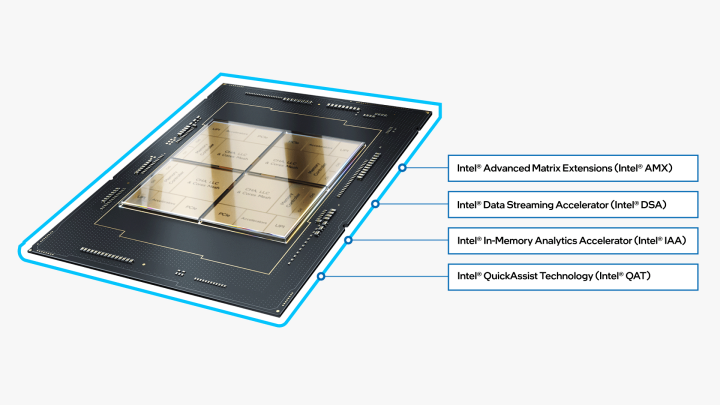 Intel® Advanced Matrix Extensions (Intel® AMX)
Intel® Data Streaming Accelerator (Intel® DSA)
Intel® In-Memory Analytics Accelerator (Intel® IAA)
Intel® QuickAssist Technology (Intel® QAT)